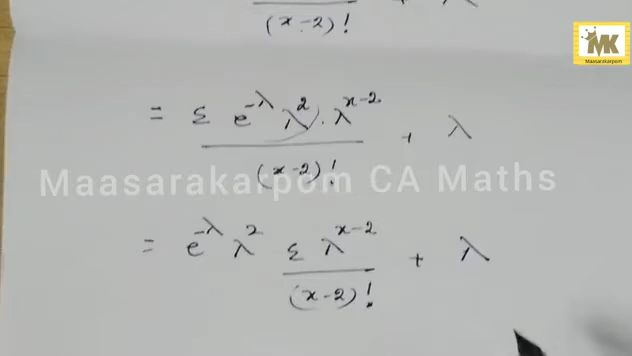 (x-2)! + λ
MK
Maasarakarpom
= Σ e^-λ λ^2 . λ^x-2 / (x-2)! + λ
Maasarakarpom CA Maths
= e^-λ λ^2 Σ λ^x-2 / (x-2)! + λ